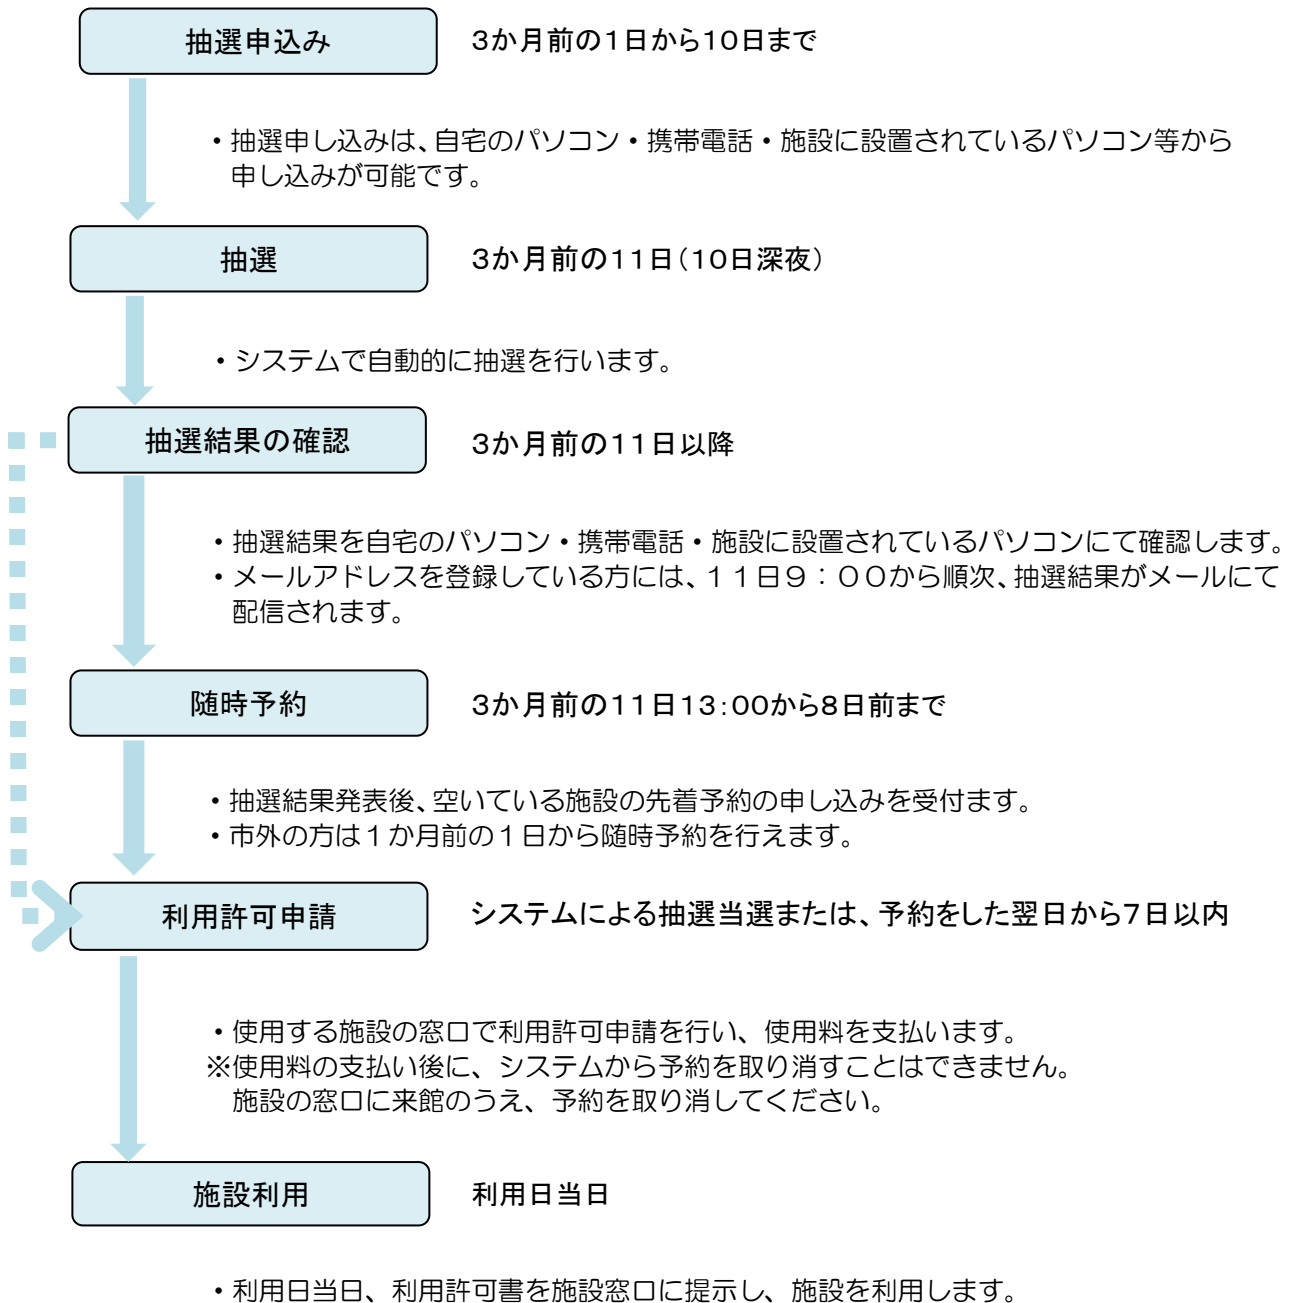 抽選申込み
3か月前の1日から10日まで
・抽選申し込みは、自宅のパソコン・携帯電話・施設に設置されているパソコン等から
申し込みが可能です。
抽選
3か月前の11日（10日深夜）
・システムで自動的に抽選を行います。
抽選結果の確認
3か月前の11日以降
・抽選結果を自宅のパソコン・携帯電話・施設に設置されているパソコンにて確認します。
・メールアドレスを登録している方には、１１日９：００から順次、抽選結果がメールにて
配信されます。
随時予約
3か月前の11日13：00から8日前まで
・抽選結果発表後、空いている施設の先着予約の申し込みを受付ます。
・市外の方は１か月前の１日から随時予約を行えます。
利用許可申請
システムによる抽選当選または、予約をした翌日から7日以内
・使用する施設の窓口で利用許可申請を行い、使用料を支払います。
※使用料の支払い後に、システムから予約を取り消すことはできません。
施設の窓口に来館のうえ、予約を取り消してください。
施設利用
利用日当日
・利用日当日、利用許可書を施設窓口に提示し、施設を利用します。